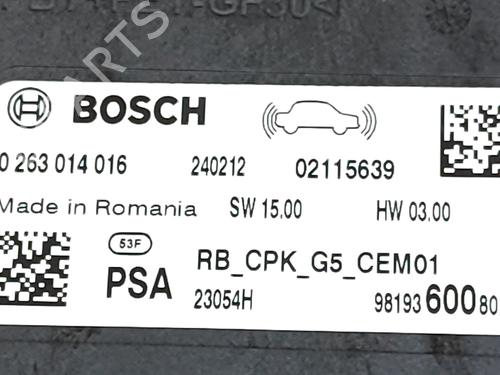 PARTS
BOSCH
0 263 014 016 240212 02115639
Made in Romania SW 15.00 HW 03.00
53F
PSA RB_CPK_G5_CEM01
23054H 98193 600 80